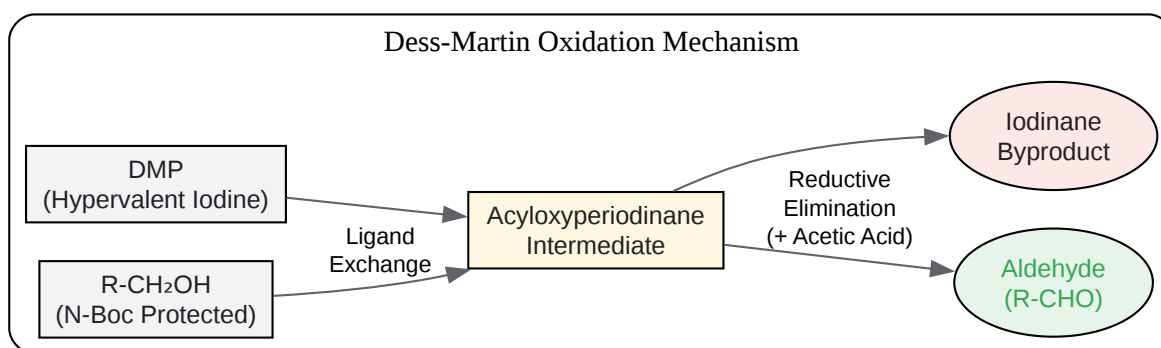 Dess-Martin Oxidation Mechanism
DMP
(Hypervalent Iodine)
R-CH₂OH
(N-Boc Protected)
Ligand
Exchange
Acyloxyperiodinane
Intermediate
Reductive
Elimination
(+ Acetic Acid)
Iodinane
Byproduct
Aldehyde
(R-CHO)